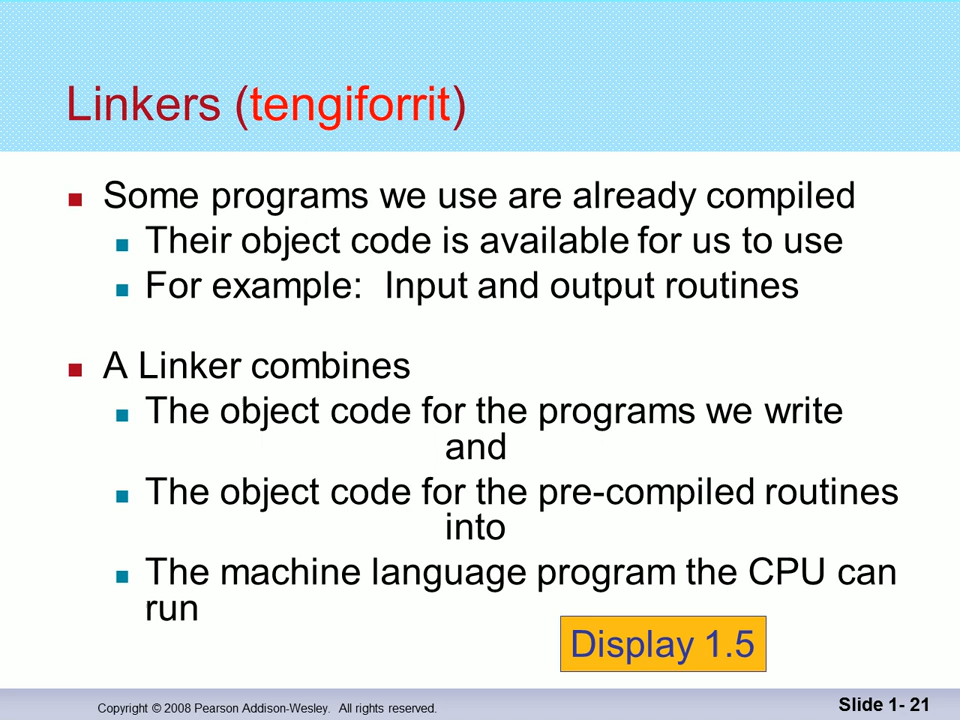 Linkers (tengiforrit)
Some programs we use are already compiled
Their object code is available for us to use
For example:  Input and output routines
A Linker combines
The object code for the programs we write
and
The object code for the pre-compiled routines
into
The machine language program the CPU can
run
Display 1.5
Copyright © 2008 Pearson Addison-Wesley.  All rights reserved.
Slide 1- 21